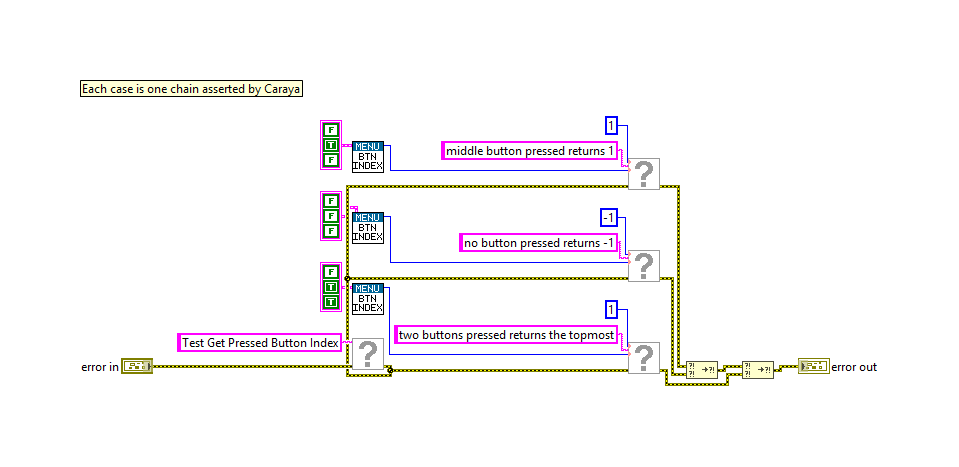 Each case is one chain asserted by Caraya
1
F
T
F
MENU
BTN
INDEX
middle button pressed returns 1
?
-1
F
F
F
MENU
BTN
INDEX
no button pressed returns -1
?
F
T
T
MENU
BTN
INDEX
1
two buttons pressed returns the topmost
Test Get Pressed Button Index
?
?
error in
?!
?!
?!
?!
?!
?!
error out